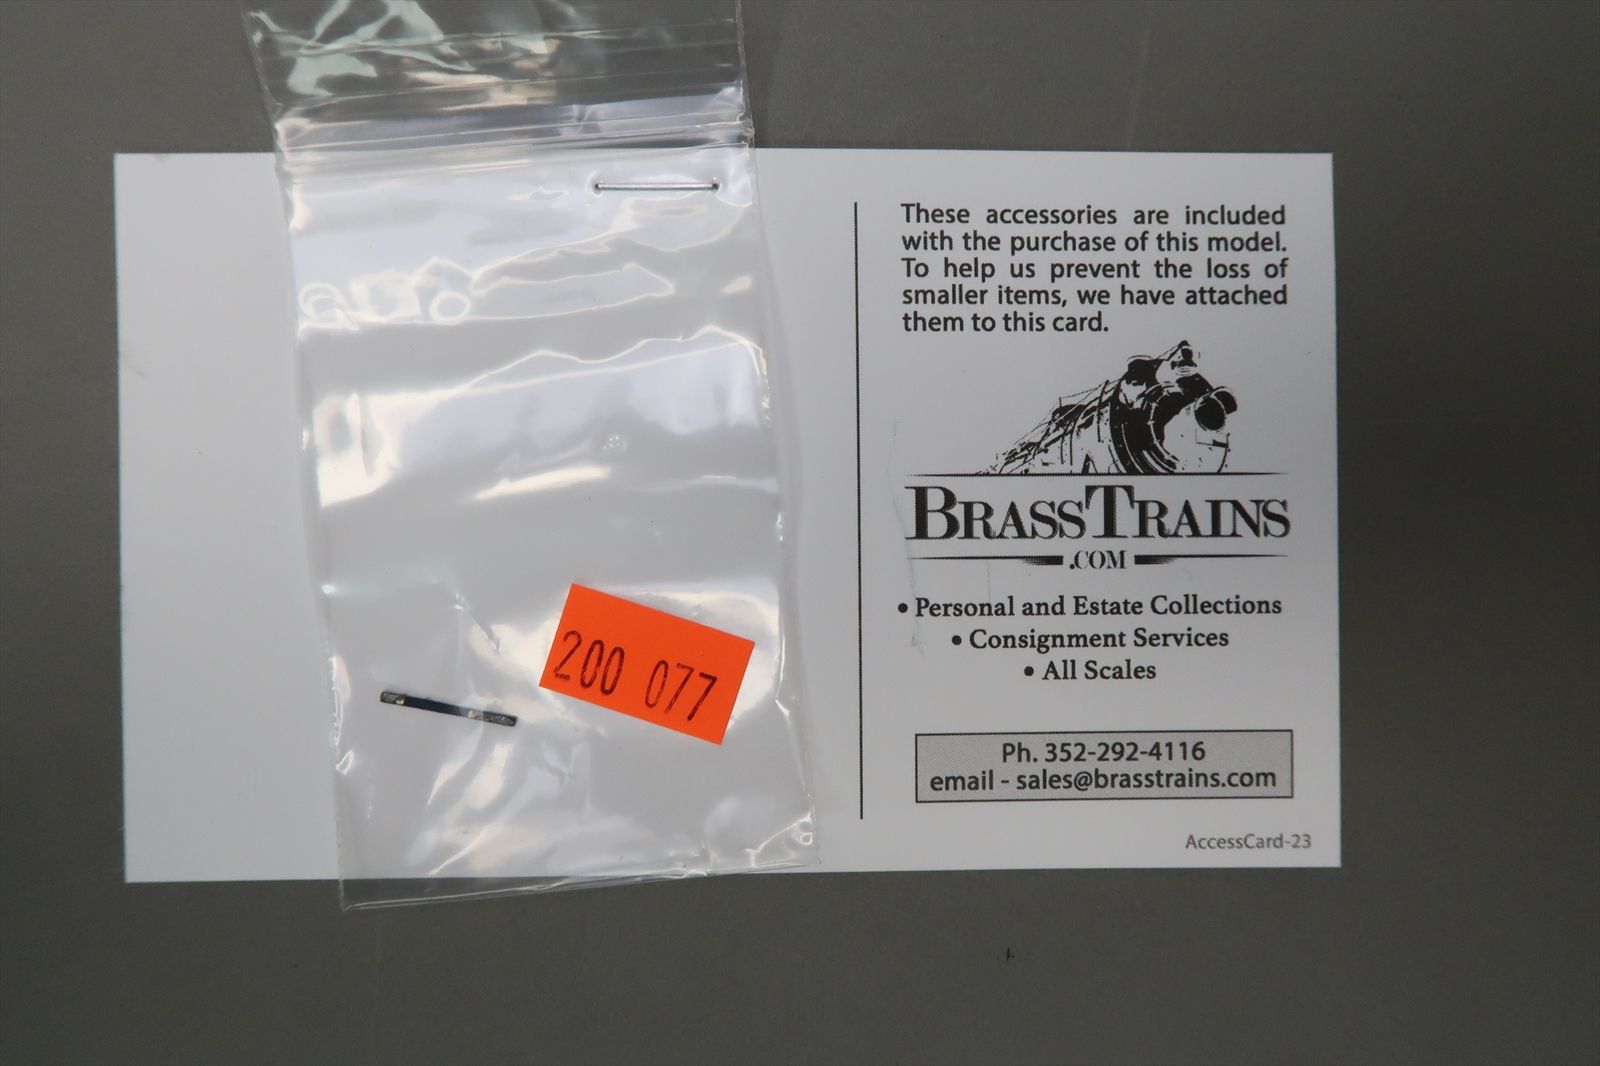 These accessories are included
with the purchase of this model.
To help us prevent the loss of
smaller items, we have attached
them to this card.
BRASSTRAINS
.COM
• Personal and Estate Collections
• Consignment Services
• All Scales
Ph. 352-292-4116
email - sales@brasstrains.com
AccessCard-23
200 077